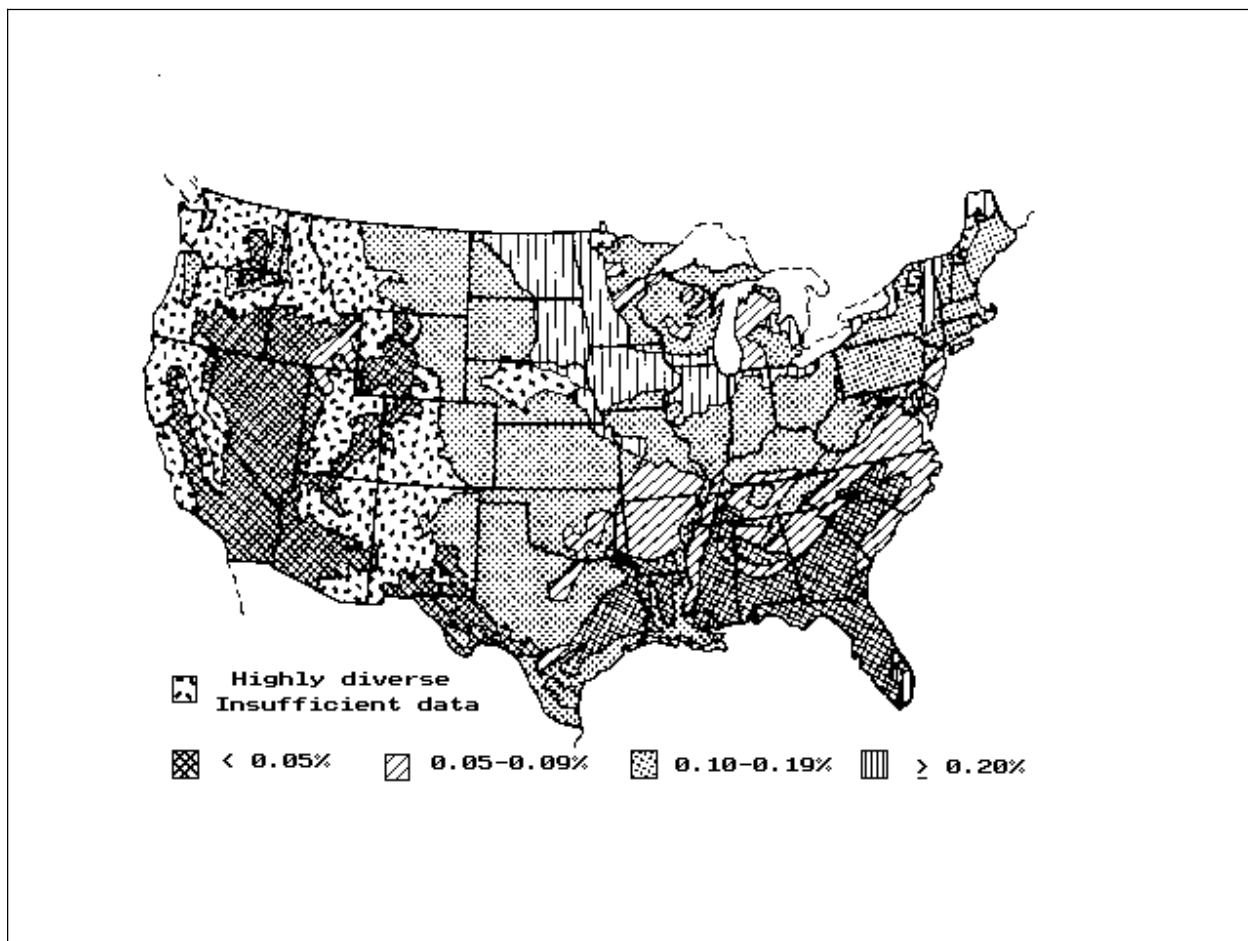 Highly diverse
Insufficient data
< 0.05%
0.05-0.09%
0.10-0.19%
≥ 0.20%